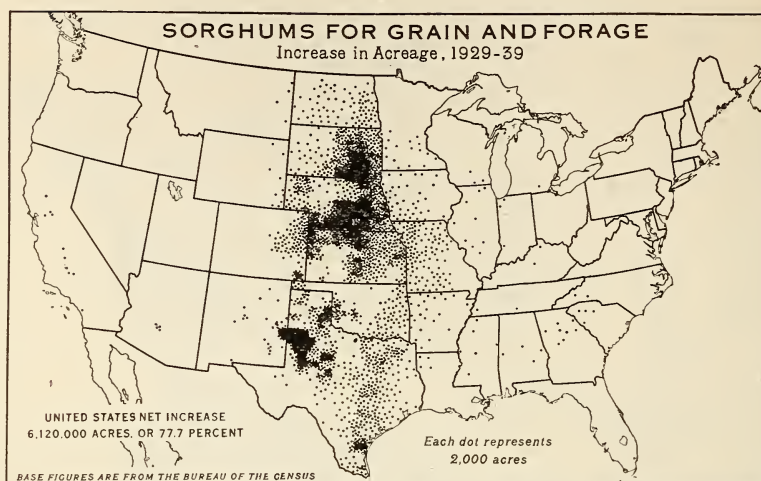 SORGHUMS FOR GRAIN AND FORAGE
Increase in Acreage, 1929-39
UNITED STATES NET INCREASE
6,120,000 ACRES, OR 77.7 PERCENT
Each dot represents
2,000 acres
BASE FIGURES ARE FROM THE BUREAU OF THE CENSUS